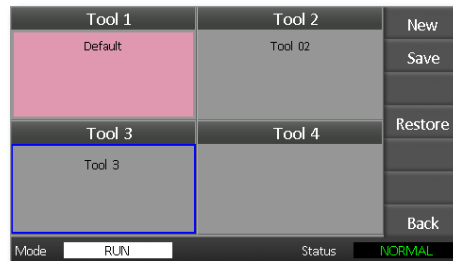 Tool 1
Tool 2
New
Default
Tool 02
Save
Restore
Tool 3
Tool 4
Tool 3
Back
Mode RUN Status NORMAL